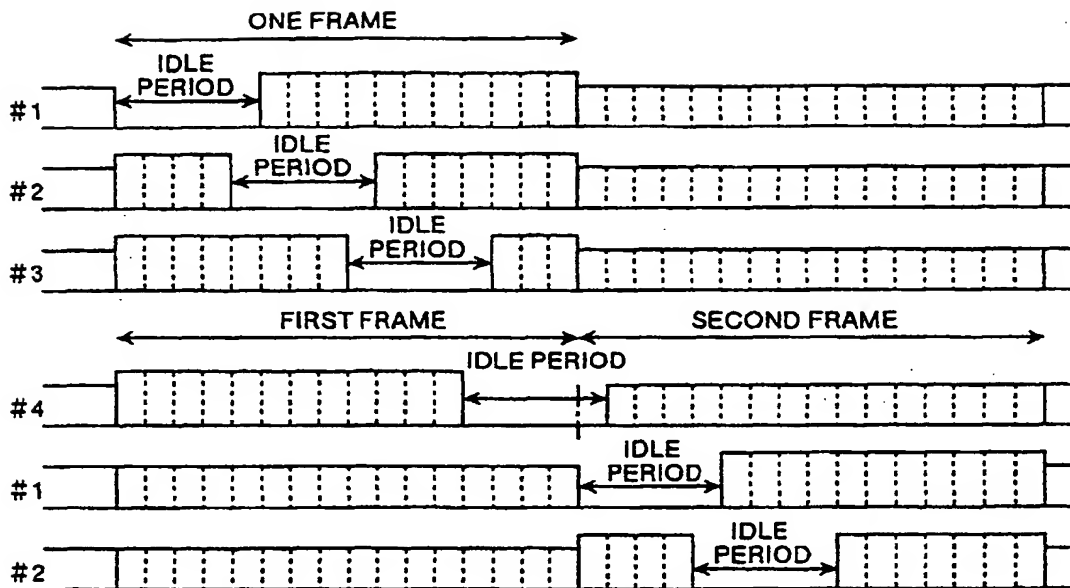 ONE FRAME
IDLE
PERIOD
#1
IDLE
PERIOD
#2
IDLE
PERIOD
#3
FIRST FRAME
SECOND FRAME
IDLE PERIOD
#4
IDLE
PERIOD
#1
IDLE
PERIOD
#2